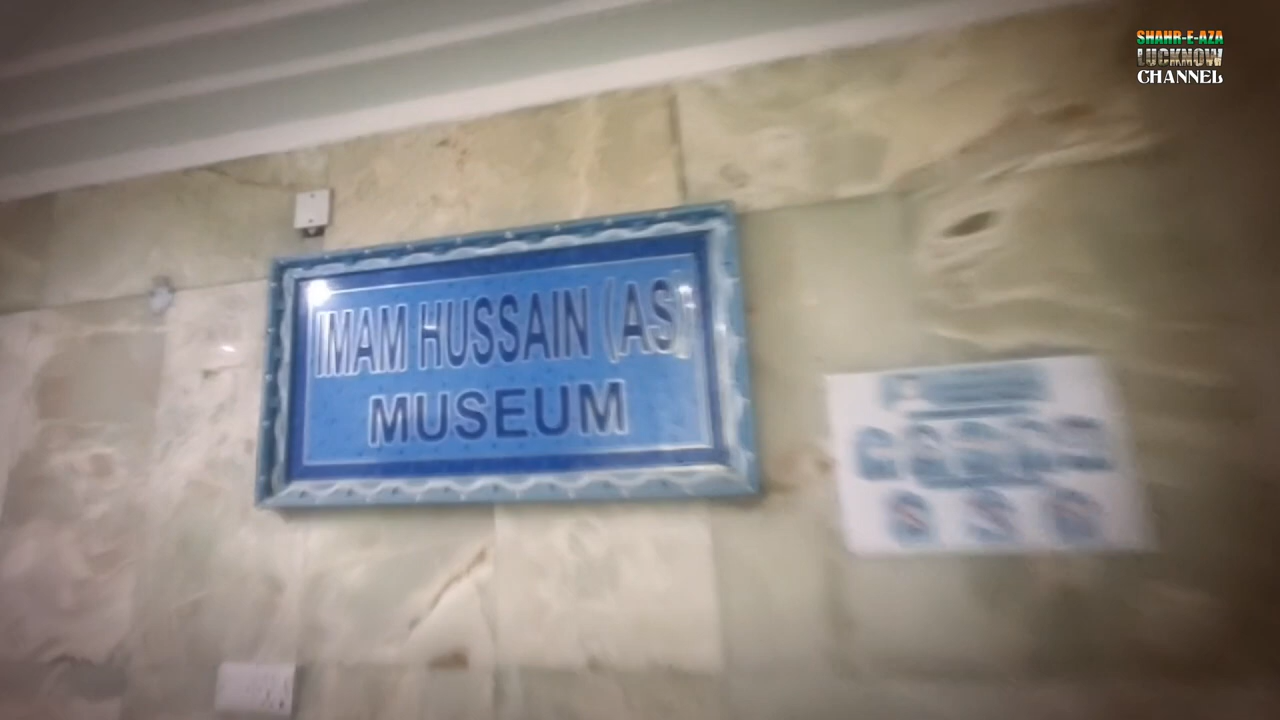 SHAHR-E-AZA
LUCKNOW
CHANNEL
IMAM HUSSAIN (AS)
MUSEUM